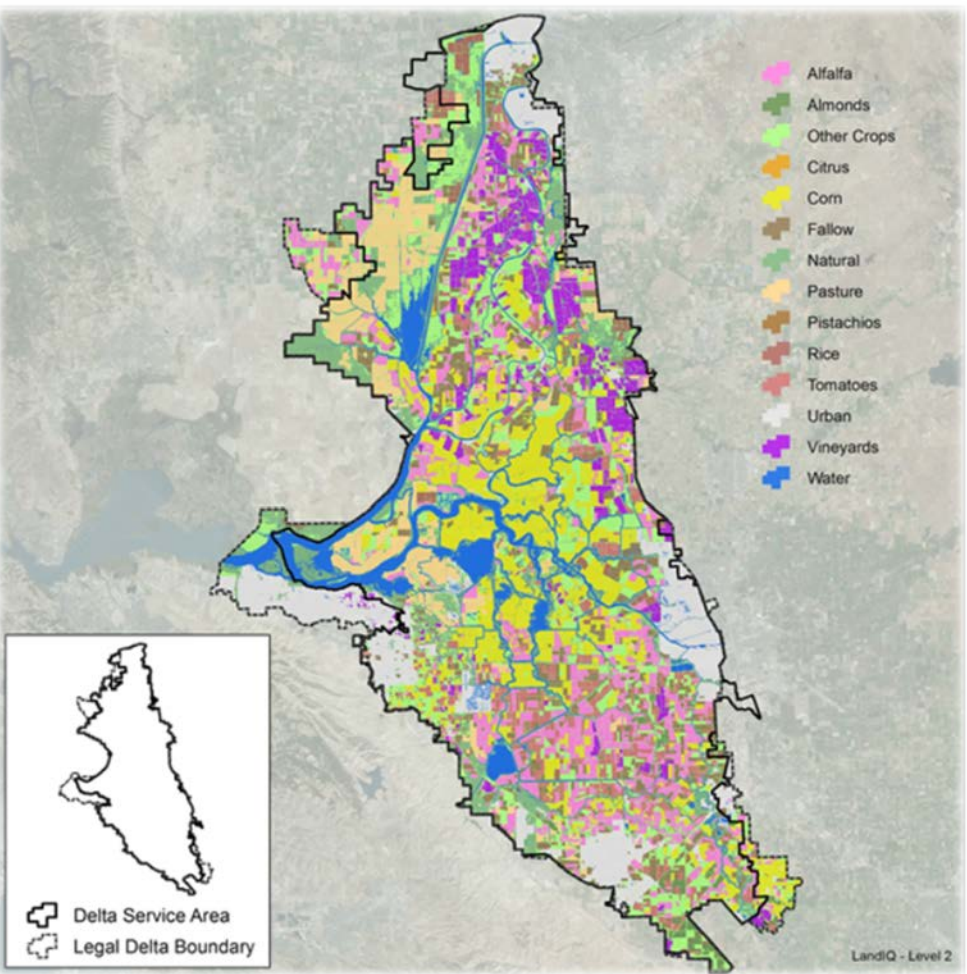 Alfalfa
Almonds
Other Crops
Citrus
Corn
Fallow
Natural
Pasture
Pistachios
Rice
Tomatoes
Urban
Vineyards
Water
Delta Service Area
Legal Delta Boundary
LandIQ - Level 2